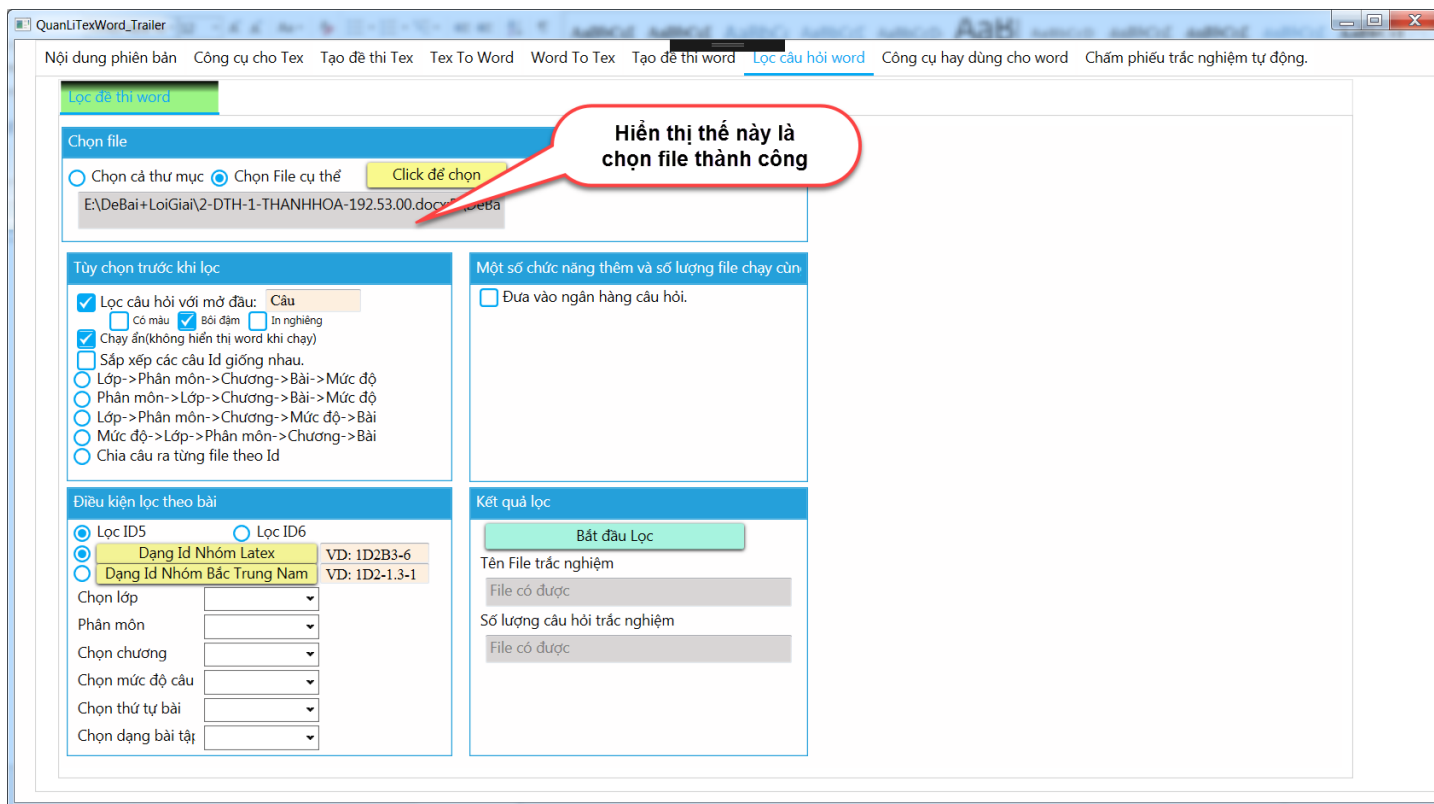 QuanLiTexWord_Trailer
Nội dung phiên bản Công cụ cho Tex Tạo đề thi Tex Tex To Word Word To Tex Tạo đề thi word Lọc câu hỏi word Công cụ hay dùng cho word Chấm phiếu trắc nghiệm tự động.
Lọc đề thi word
Hiển thị thế này là
chọn file thành công
Chọn file
Chọn cả thư mục Chọn File cụ thể Click để chọn
E:\DeBai+LoiGiai\2-DTH-1-THANHHOA-192.53.00.docx
Tùy chọn trước khi lọc
Lọc câu hỏi với mở đầu: Câu
Có màu Bôi đậm In nghiêng
Chạy ẩn(không hiển thị word khi chạy)
Sắp xếp các câu Id giống nhau.
Lớp->Phân môn->Chương->Bài->Mức độ
Phân môn->Lớp->Chương->Bài->Mức độ
Lớp->Phân môn->Chương->Mức độ->Bài
Mức độ->Lớp->Phân môn->Chương->Bài
Chia câu ra từng file theo Id
Một số chức năng thêm và số lượng file chạy cùn
Đưa vào ngân hàng câu hỏi.
Điều kiện lọc theo bài
Lọc ID5 Lọc ID6
Dạng Id Nhóm Latex VD: 1D2B3-6
Dạng Id Nhóm Bắc Trung Nam VD: 1D2-1.3-1
Chọn lớp
Phân môn
Chọn chương
Chọn mức độ câu
Chọn thứ tự bài
Chọn dạng bài tậ
Kết quả lọc
Bắt đầu Lọc
Tên File trắc nghiệm
File có được
Số lượng câu hỏi trắc nghiệm
File có được